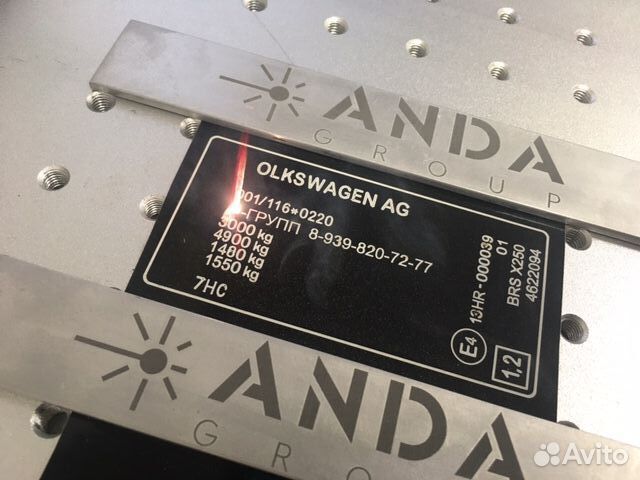 ANDA
GROUP
OLKSWAGEN AG
001/116*0220
-ГРУПП 8-939-820-72-77
3000 kg
4900 kg
1480 kg
1550 kg
7HC
E4
13HR-000039
01
BRS X250
4622094
1,2
ANDA
GRO
Avito